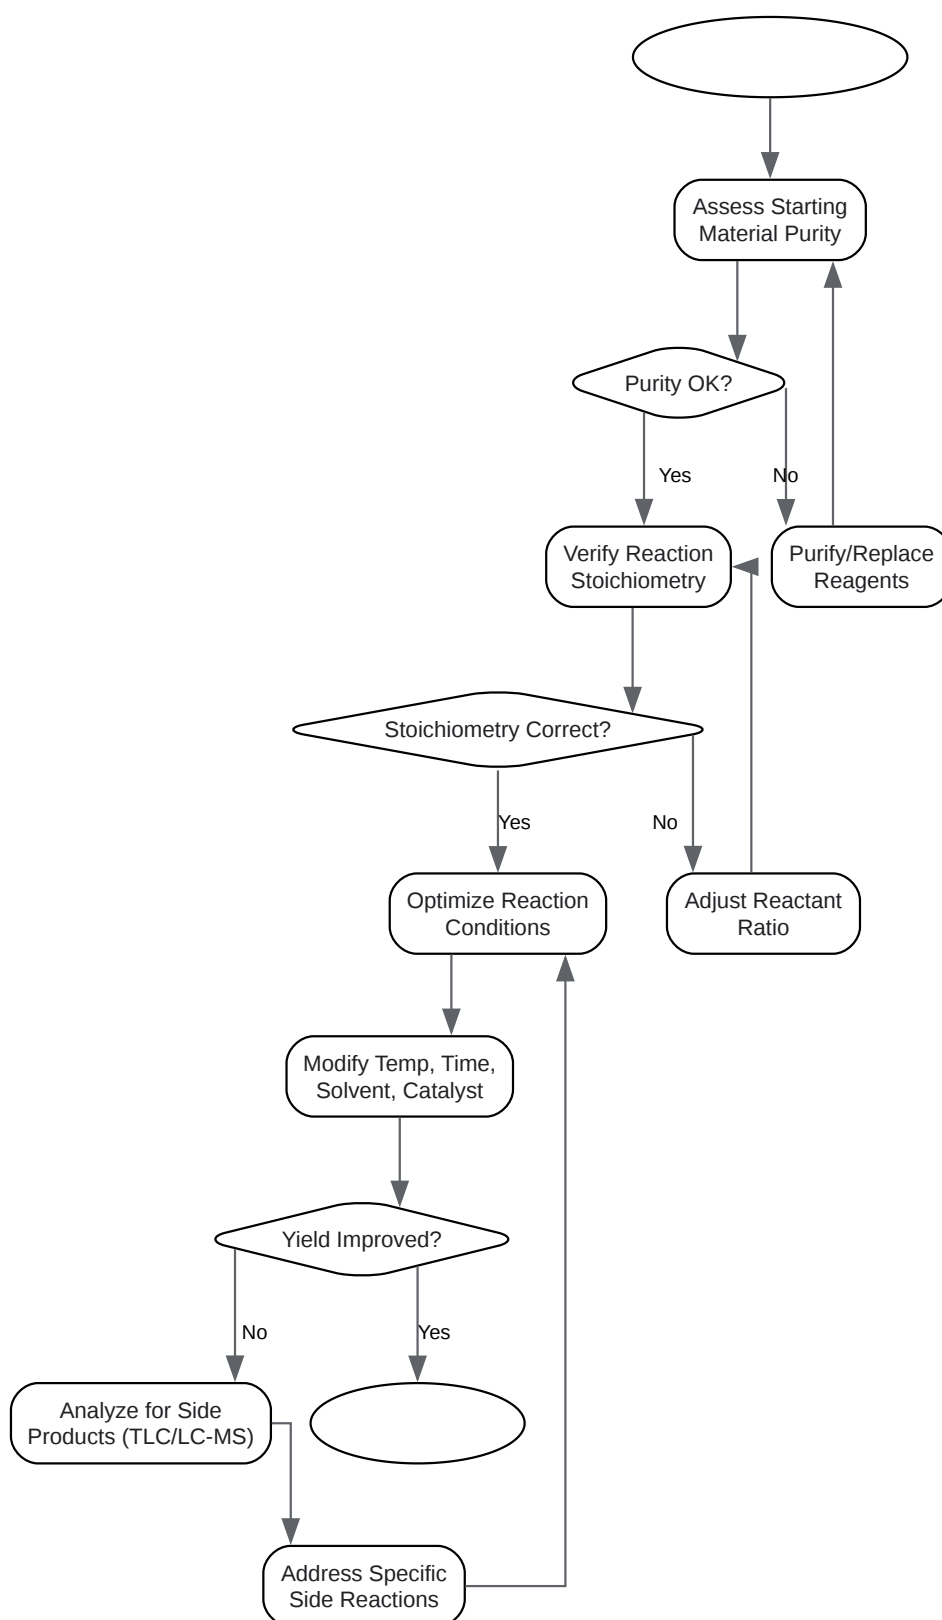 Assess Starting
Material Purity
Purity OK?
Yes
No
Verify Reaction
Stoichiometry
Purify/Replace
Reagents
Stoichiometry Correct?
Yes
No
Optimize Reaction
Conditions
Adjust Reactant
Ratio
Modify Temp, Time,
Solvent, Catalyst
Yield Improved?
No
Yes
Analyze for Side
Products (TLC/LC-MS)
Address Specific
Side Reactions